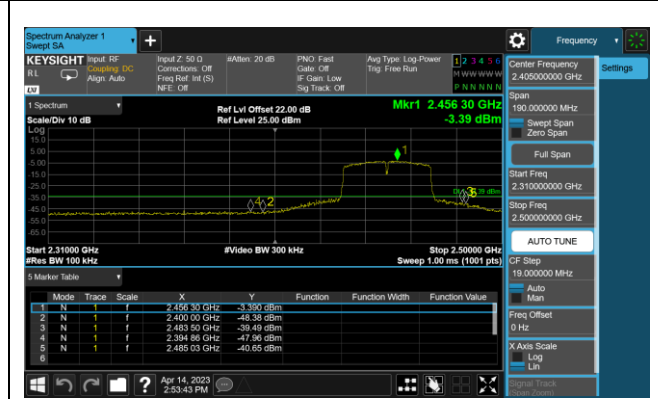 Spectrum Analyzer 1
Swept SA
Frequency
KEYSIGHT Input: RF Input Z: 50 Ω #Atten: 20 dB PNO: Fast Avg Type: Log-Power 1 2 3 4 5 6
RL Coupling: DC Corrections: Off Gate: Off Trig: Free Run M W W W W W
Align: Auto Freq Ref: Int (S) IF Gain: Low
LXI NFE: Off Sig Track: Off P N N N N N
Center Frequency
2.405000000 GHz
Settings
Span
190.000000 MHz
Swept Span
Zero Span
Full Span
Start Freq
2.310000000 GHz
Stop Freq
2.500000000 GHz
AUTO TUNE
CF Step
19.000000 MHz
Auto
Man
Freq Offset
0 Hz
X Axis Scale
Log
Lin
Signal Track
(Span Zoom)
1 Spectrum
Ref Lvl Offset 22.00 dB Mkr1 2.456 30 GHz
Scale/Div 10 dB Ref Level 25.00 dBm -3.39 dBm
Log
15.0
5.00
-5.00
-15.0
-25.0
-35.0
-45.0
-55.0
-65.0
1
4 2
Start 2.31000 GHz #Video BW 300 kHz Stop 2.50000 GHz
#Res BW 100 kHz Sweep 1.00 ms (1001 pts)
5 Marker Table
Mode Trace Scale X Y Function Function Width Function Value
1 N 1 f 2.456 30 GHz -3.390 dBm
2 N 1 f 2.400 00 GHz -48.38 dBm
3 N 1 f 2.483 50 GHz -39.49 dBm
4 N 1 f 2.394 86 GHz -47.96 dBm
5 N 1 f 2.485 03 GHz -40.65 dBm
6
Apr 14, 2023
2:53:43 PM